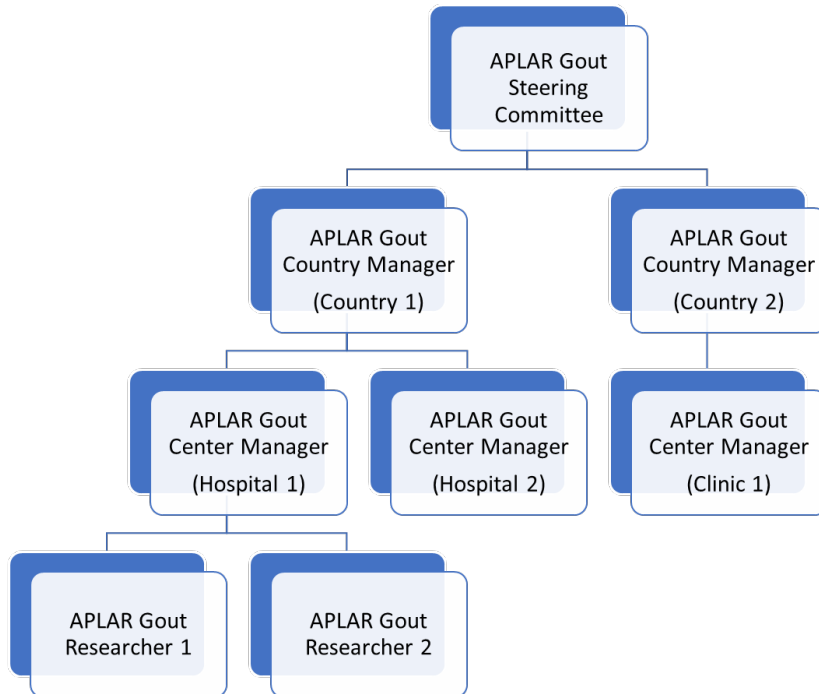 APLAR Gout
Steering
Committee
APLAR Gout
Country Manager
(Country 1)
APLAR Gout
Country Manager
(Country 2)
APLAR Gout
Center Manager
(Hospital 1)
APLAR Gout
Center Manager
(Hospital 2)
APLAR Gout
Center Manager
(Clinic 1)
APLAR Gout
Researcher 1
APLAR Gout
Researcher 2